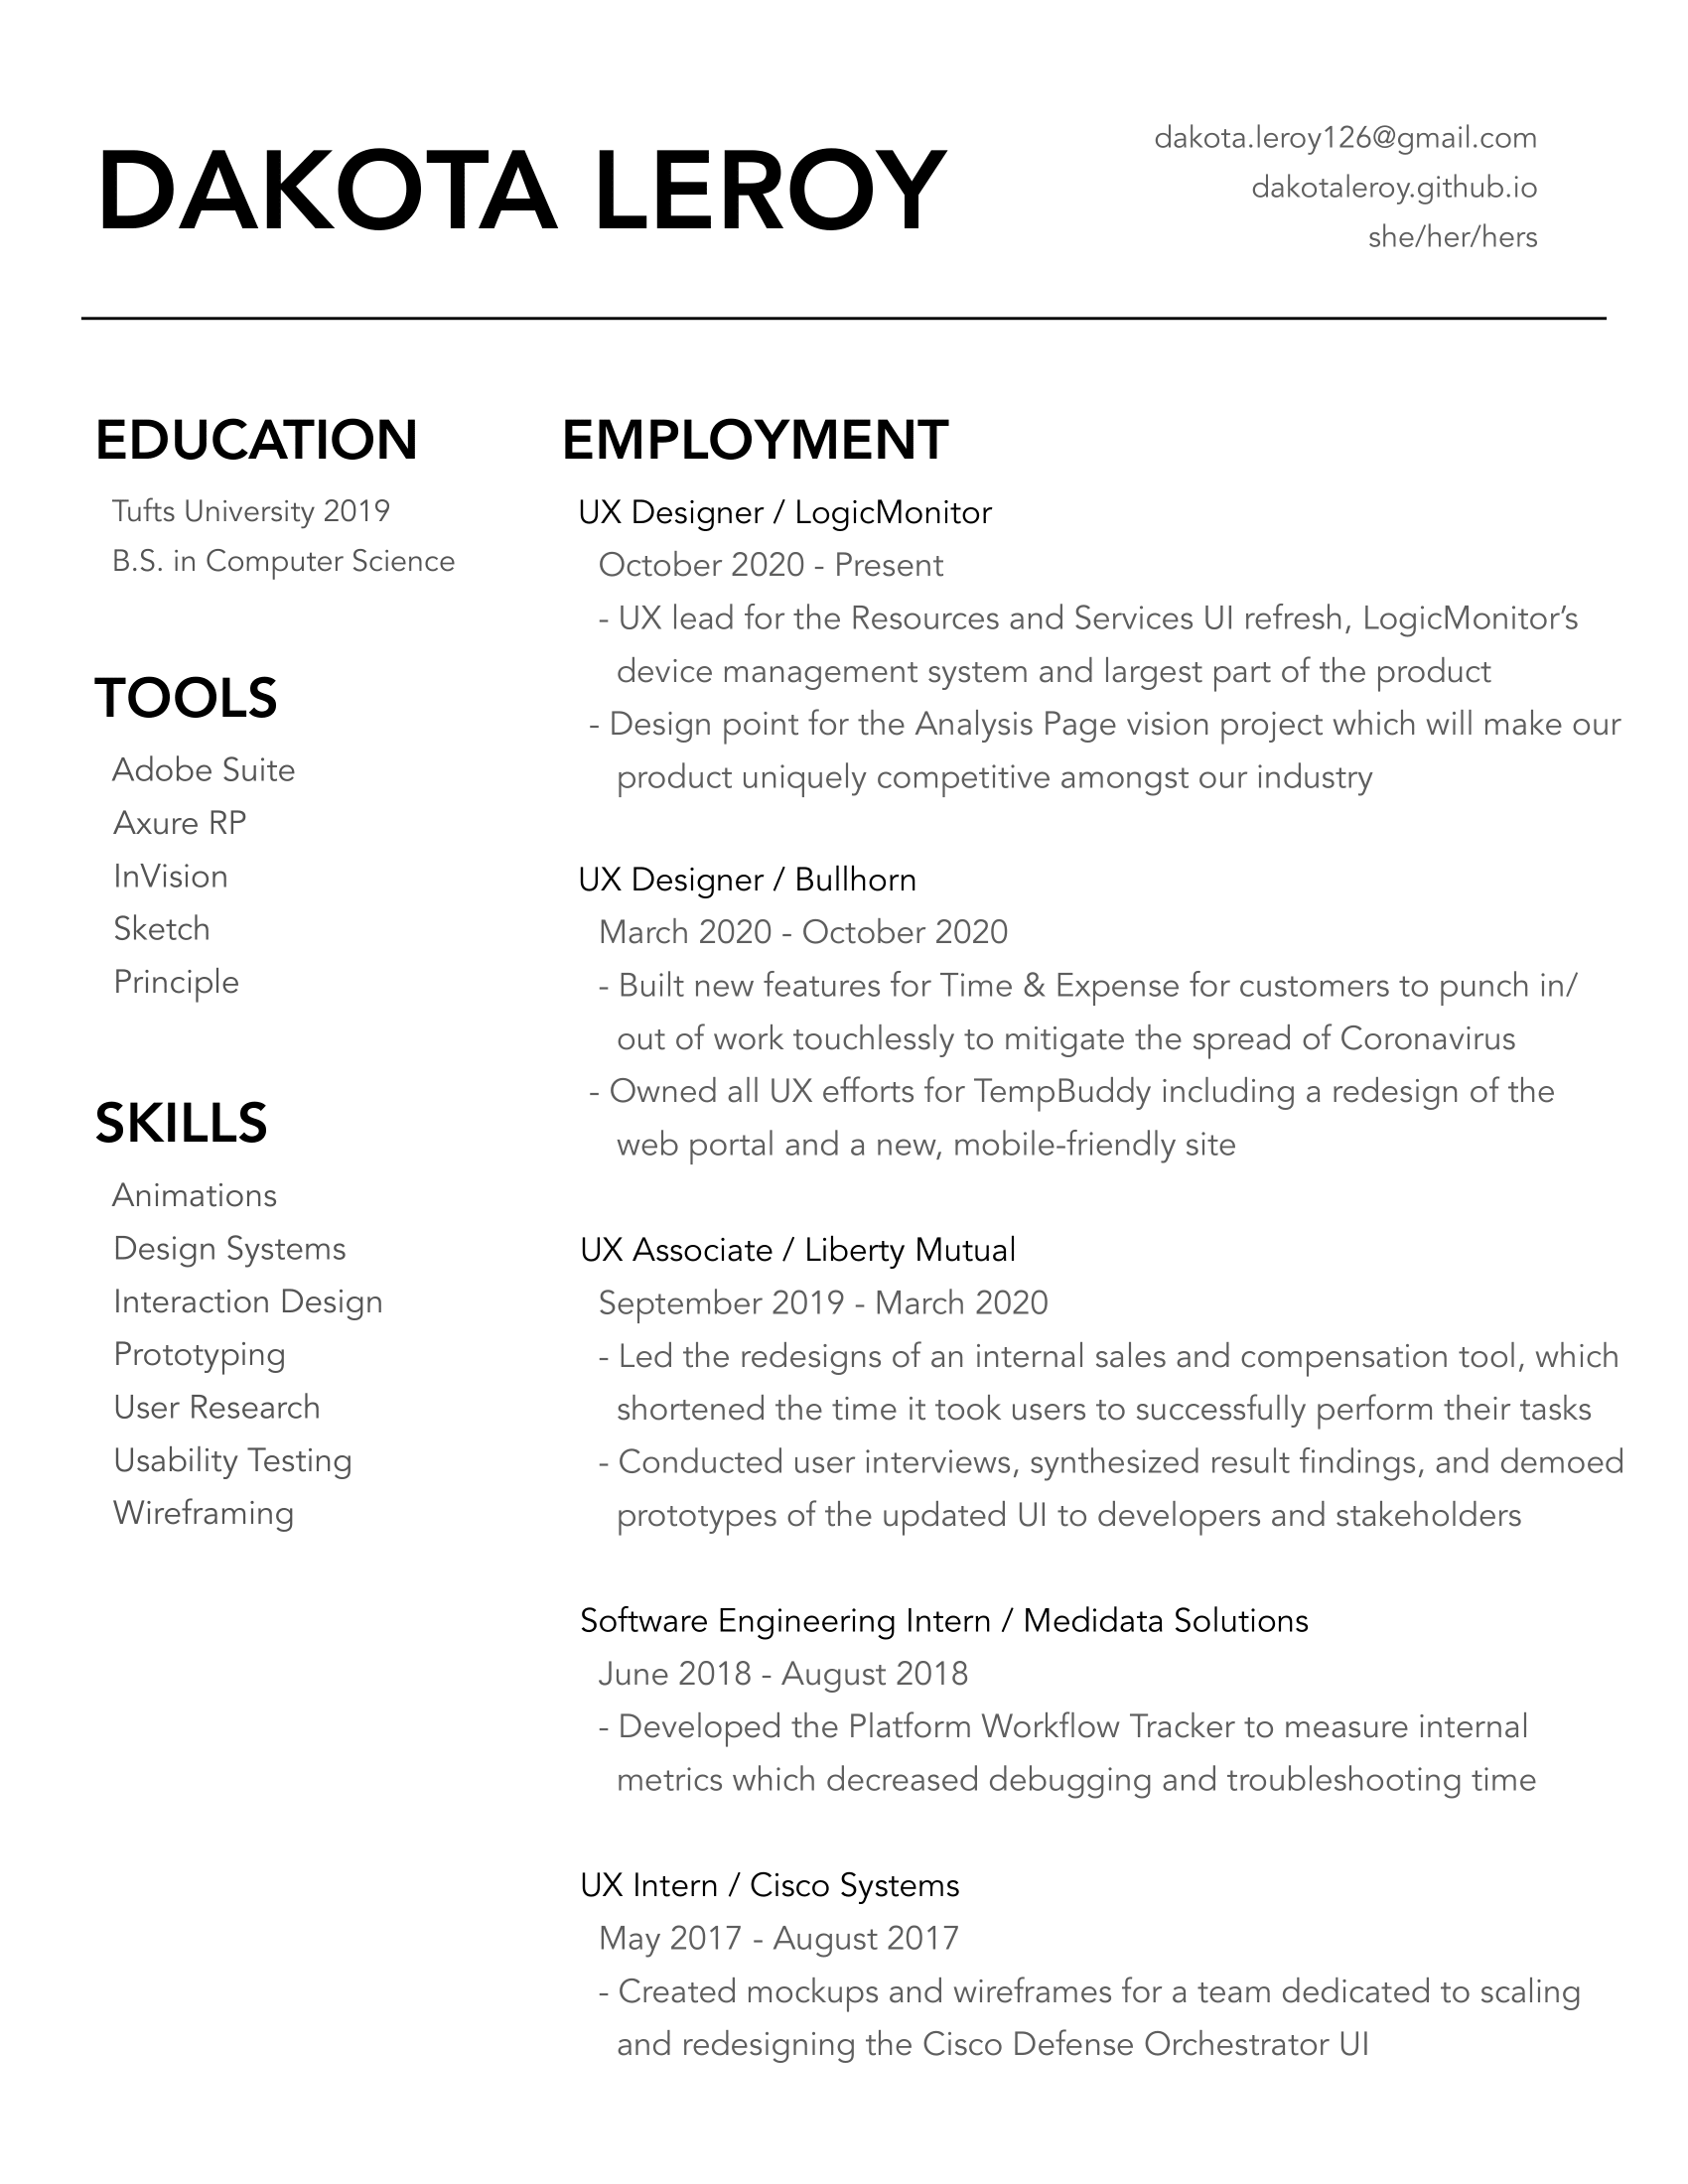 DAKOTA LEROY
dakota.leroy126@gmail.com
dakotaleroy.github.io
she/her/hers
EDUCATION
Tufts University 2019
B.S. in Computer Science
TOOLS
Adobe Suite
Axure RP
InVision
Sketch
Principle
SKILLS
Animations
Design Systems
Interaction Design
Prototyping
User Research
Usability Testing
Wireframing
EMPLOYMENT
UX Designer / LogicMonitor
October 2020 - Present
- UX lead for the Resources and Services UI refresh, LogicMonitor’s
device management system and largest part of the product
- Design point for the Analysis Page vision project which will make our
product uniquely competitive amongst our industry
UX Designer / Bullhorn
March 2020 - October 2020
- Built new features for Time & Expense for customers to punch in/
out of work touchlessly to mitigate the spread of Coronavirus
- Owned all UX efforts for TempBuddy including a redesign of the
web portal and a new, mobile-friendly site
UX Associate / Liberty Mutual
September 2019 - March 2020
- Led the redesigns of an internal sales and compensation tool, which
shortened the time it took users to successfully perform their tasks
- Conducted user interviews, synthesized result findings, and demoed
prototypes of the updated UI to developers and stakeholders
Software Engineering Intern / Medidata Solutions
June 2018 - August 2018
- Developed the Platform Workflow Tracker to measure internal
metrics which decreased debugging and troubleshooting time
UX Intern / Cisco Systems
May 2017 - August 2017
- Created mockups and wireframes for a team dedicated to scaling
and redesigning the Cisco Defense Orchestrator UI